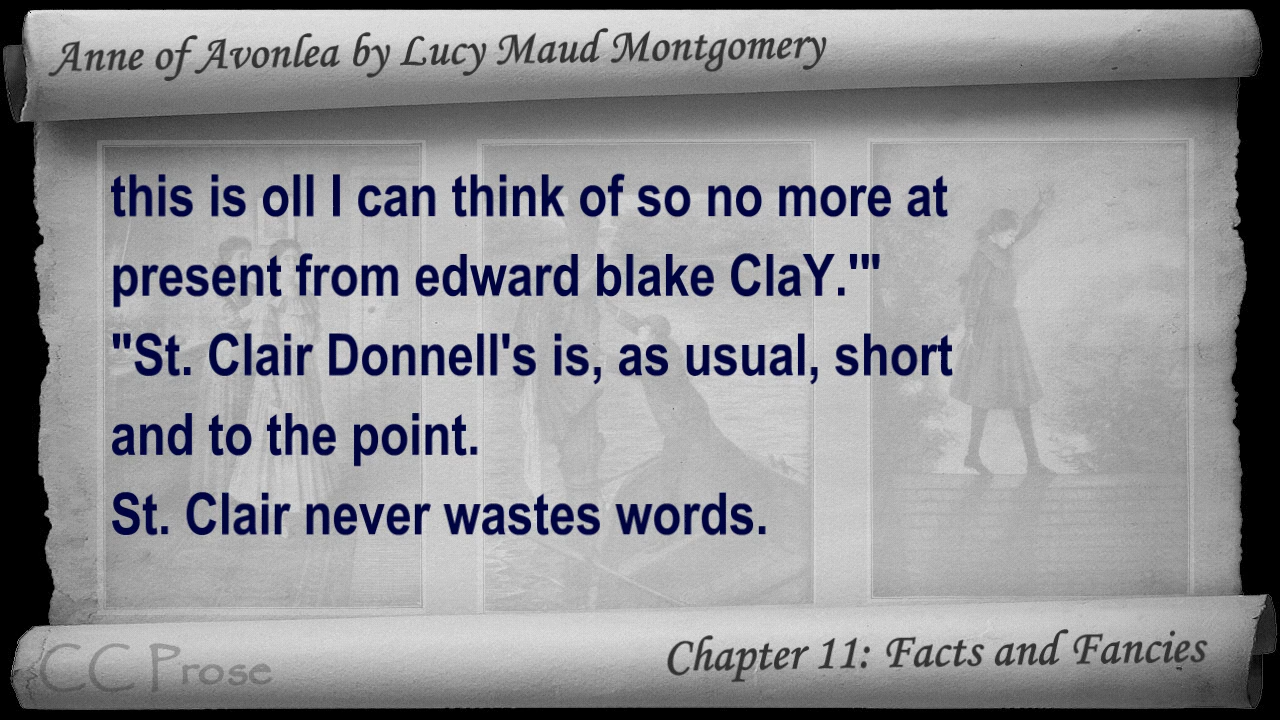 Anne of Avonlea by Lucy Maud Montgomery
this is oll I can think of so no more at
present from edward blake ClaY.'"
"St. Clair Donnell's is, as usual, short
and to the point.
St. Clair never wastes words.
CC Prose
Chapter 11: Facts and Fancies